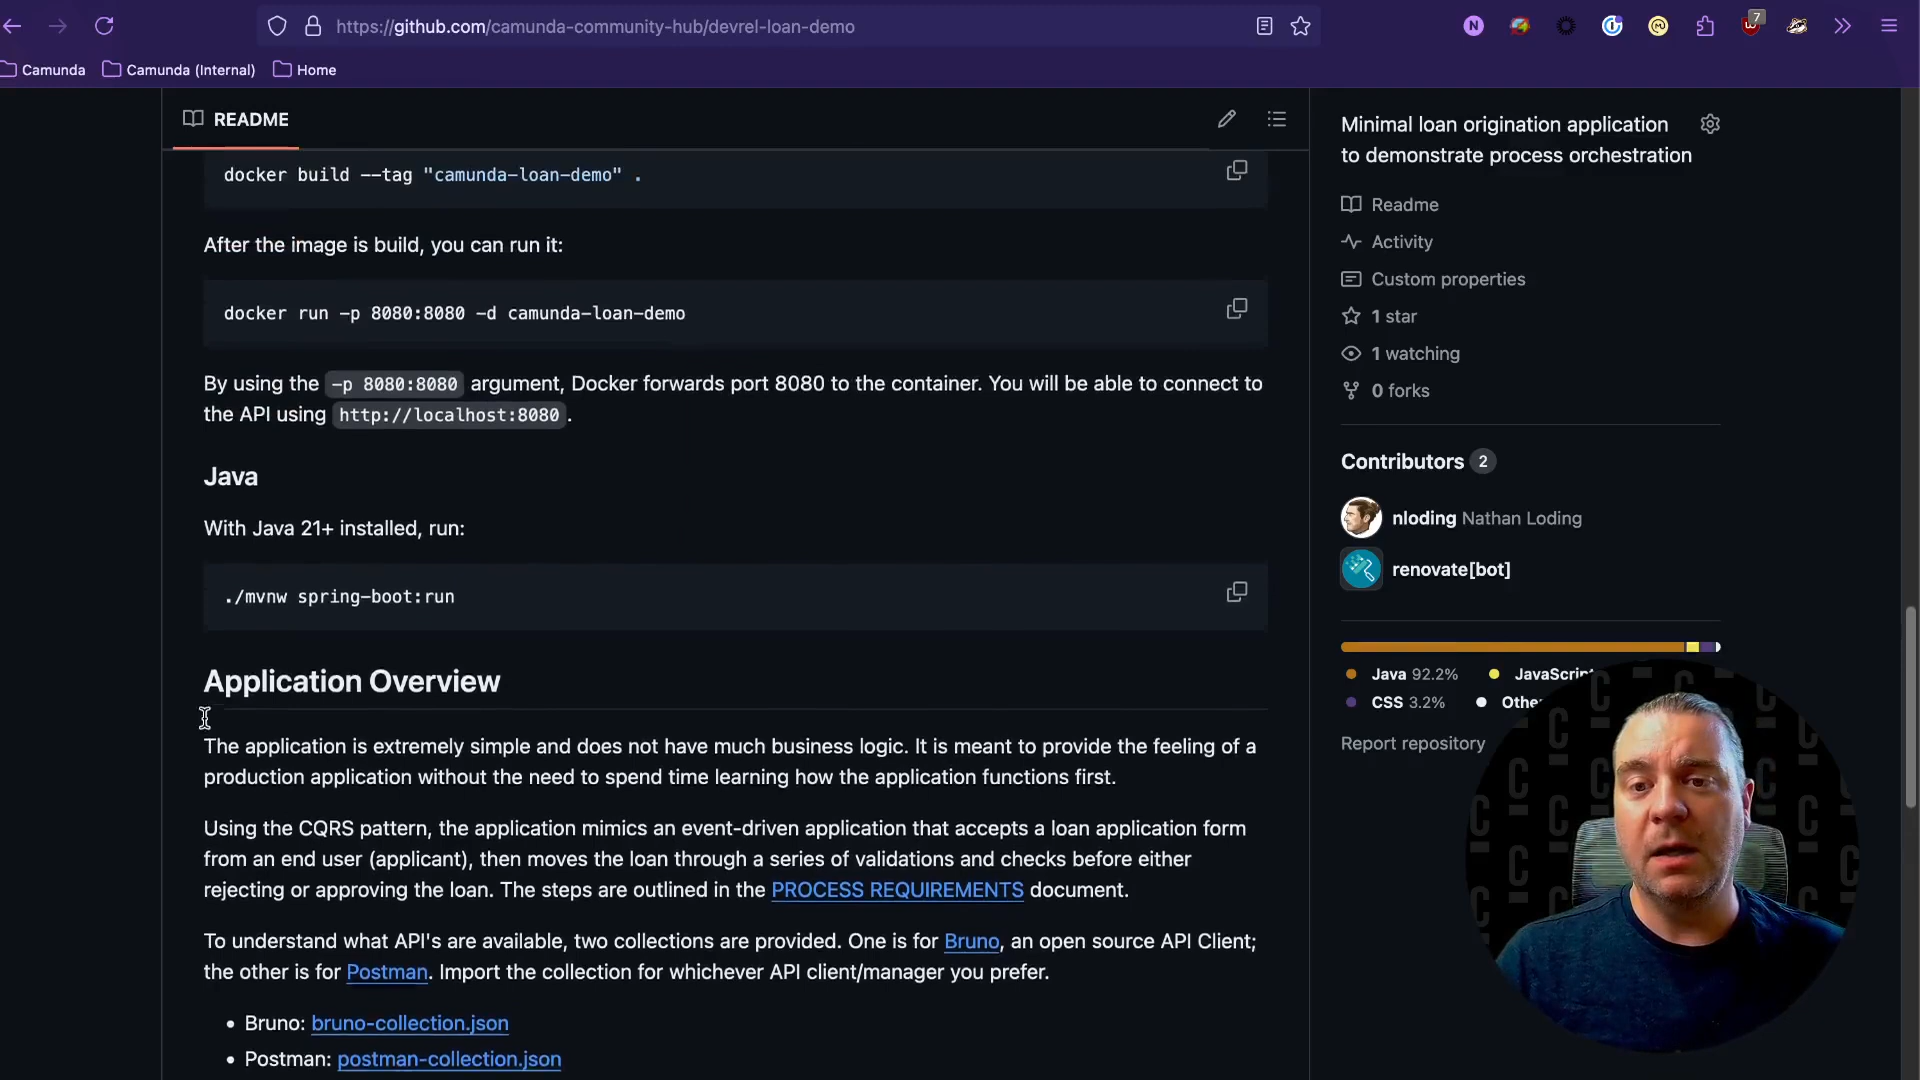 https://github.com/camunda-community-hub/devrel-loan-demo
7
Camunda
Camunda (Internal)
Home
README
docker build --tag "camunda-loan-demo" .
After the image is build, you can run it:
docker run -p 8080:8080 -d camunda-loan-demo
By using the -p 8080:8080 argument, Docker forwards port 8080 to the container. You will be able to connect to
the API using http://localhost:8080.
Java
With Java 21+ installed, run:
./mvnw spring-boot:run
Application Overview
The application is extremely simple and does not have much business logic. It is meant to provide the feeling of a
production application without the need to spend time learning how the application functions first.
Using the CQRS pattern, the application mimics an event-driven application that accepts a loan application form
from an end user (applicant), then moves the loan through a series of validations and checks before either
rejecting or approving the loan. The steps are outlined in the PROCESS REQUIREMENTS document.
To understand what API's are available, two collections are provided. One is for Bruno, an open source API Client;
the other is for Postman. Import the collection for whichever API client/manager you prefer.
• Bruno: bruno-collection.json
• Postman: postman-collection.json
Minimal loan origination application
to demonstrate process orchestration
Readme
Activity
Custom properties
1 star
1 watching
0 forks
Contributors 2
nloding Nathan Loding
renovate[bot]
Java 92.2%
JavaScript
CSS 3.2%
Othe
Report repository